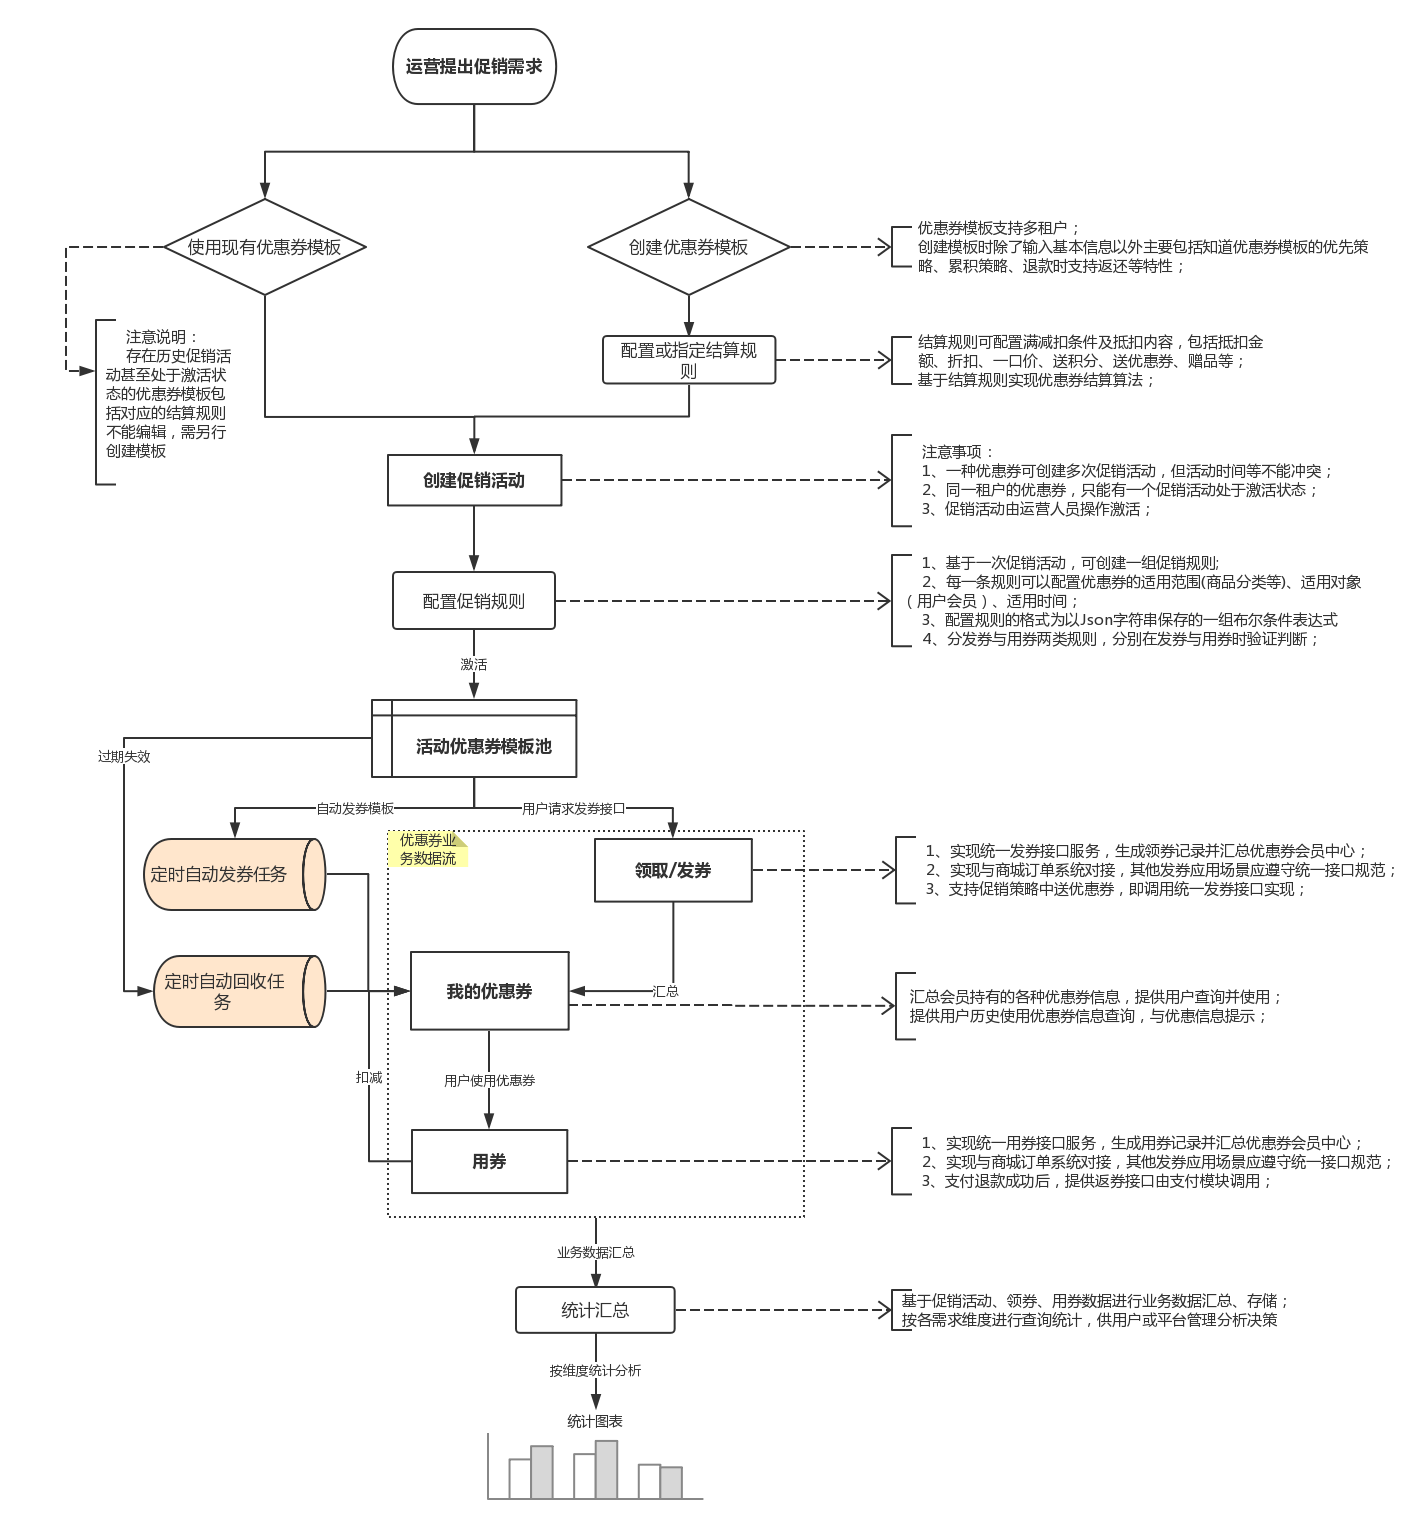 运营提出促销需求
使用现有优惠券模板
创建优惠券模板
优惠券模板支持多租户；
创建模板时除了输入基本信息以外主要包括知道优惠券模板的优先策
略、累积策略、退款时支持返还等特性；
注意说明：
存在历史促销活
动甚至处于激活状
态的优惠券模板包
括对应的结算规则
不能编辑，需另行
创建模板
配置或指定结算规
则
结算规则可配置满减扣条件及抵扣内容，包括抵扣金
额、折扣、一口价、送积分、送优惠券、赠品等；
基于结算规则实现优惠券结算算法；
创建促销活动
注意事项：
1、一种优惠券可创建多次促销活动，但活动时间等不能冲突；
2、同一租户的优惠券，只能有一个促销活动处于激活状态；
3、促销活动由运营人员操作激活；
配置促销规则
1、基于一次促销活动，可创建一组促销规则;
2、每一条规则可以配置优惠券的适用范围(商品分类等)、适用对象
（用户会员）、适用时间；
3、配置规则的格式为以Json字符串保存的一组布尔条件表达式
4、分发券与用券两类规则，分别在发券与用券时验证判断；
激活
活动优惠券模板池
过期失效
自动发券模板
用户请求发券接口
优惠券业
务数据流
定时自动发券任务
领取/发券
1、实现统一发券接口服务，生成领券记录并汇总优惠券会员中心；
2、实现与商城订单系统对接，其他发券应用场景应遵守统一接口规范；
3、支持促销策略中送优惠券，即调用统一发券接口实现；
定时自动回收任
务
我的优惠券
汇总
汇总会员持有的各种优惠券信息，提供用户查询并使用；
提供用户历史使用优惠券信息查询，与优惠信息提示；
扣减
用户使用优惠券
用券
1、实现统一用券接口服务，生成用券记录并汇总优惠券会员中心；
2、实现与商城订单系统对接，其他发券应用场景应遵守统一接口规范；
3、支付退款成功后，提供返券接口由支付模块调用；
业务数据汇总
统计汇总
基于促销活动、领券、用券数据进行业务数据汇总、存储；
按各需求维度进行查询统计，供用户或平台管理分析决策
按维度统计分析
统计图表